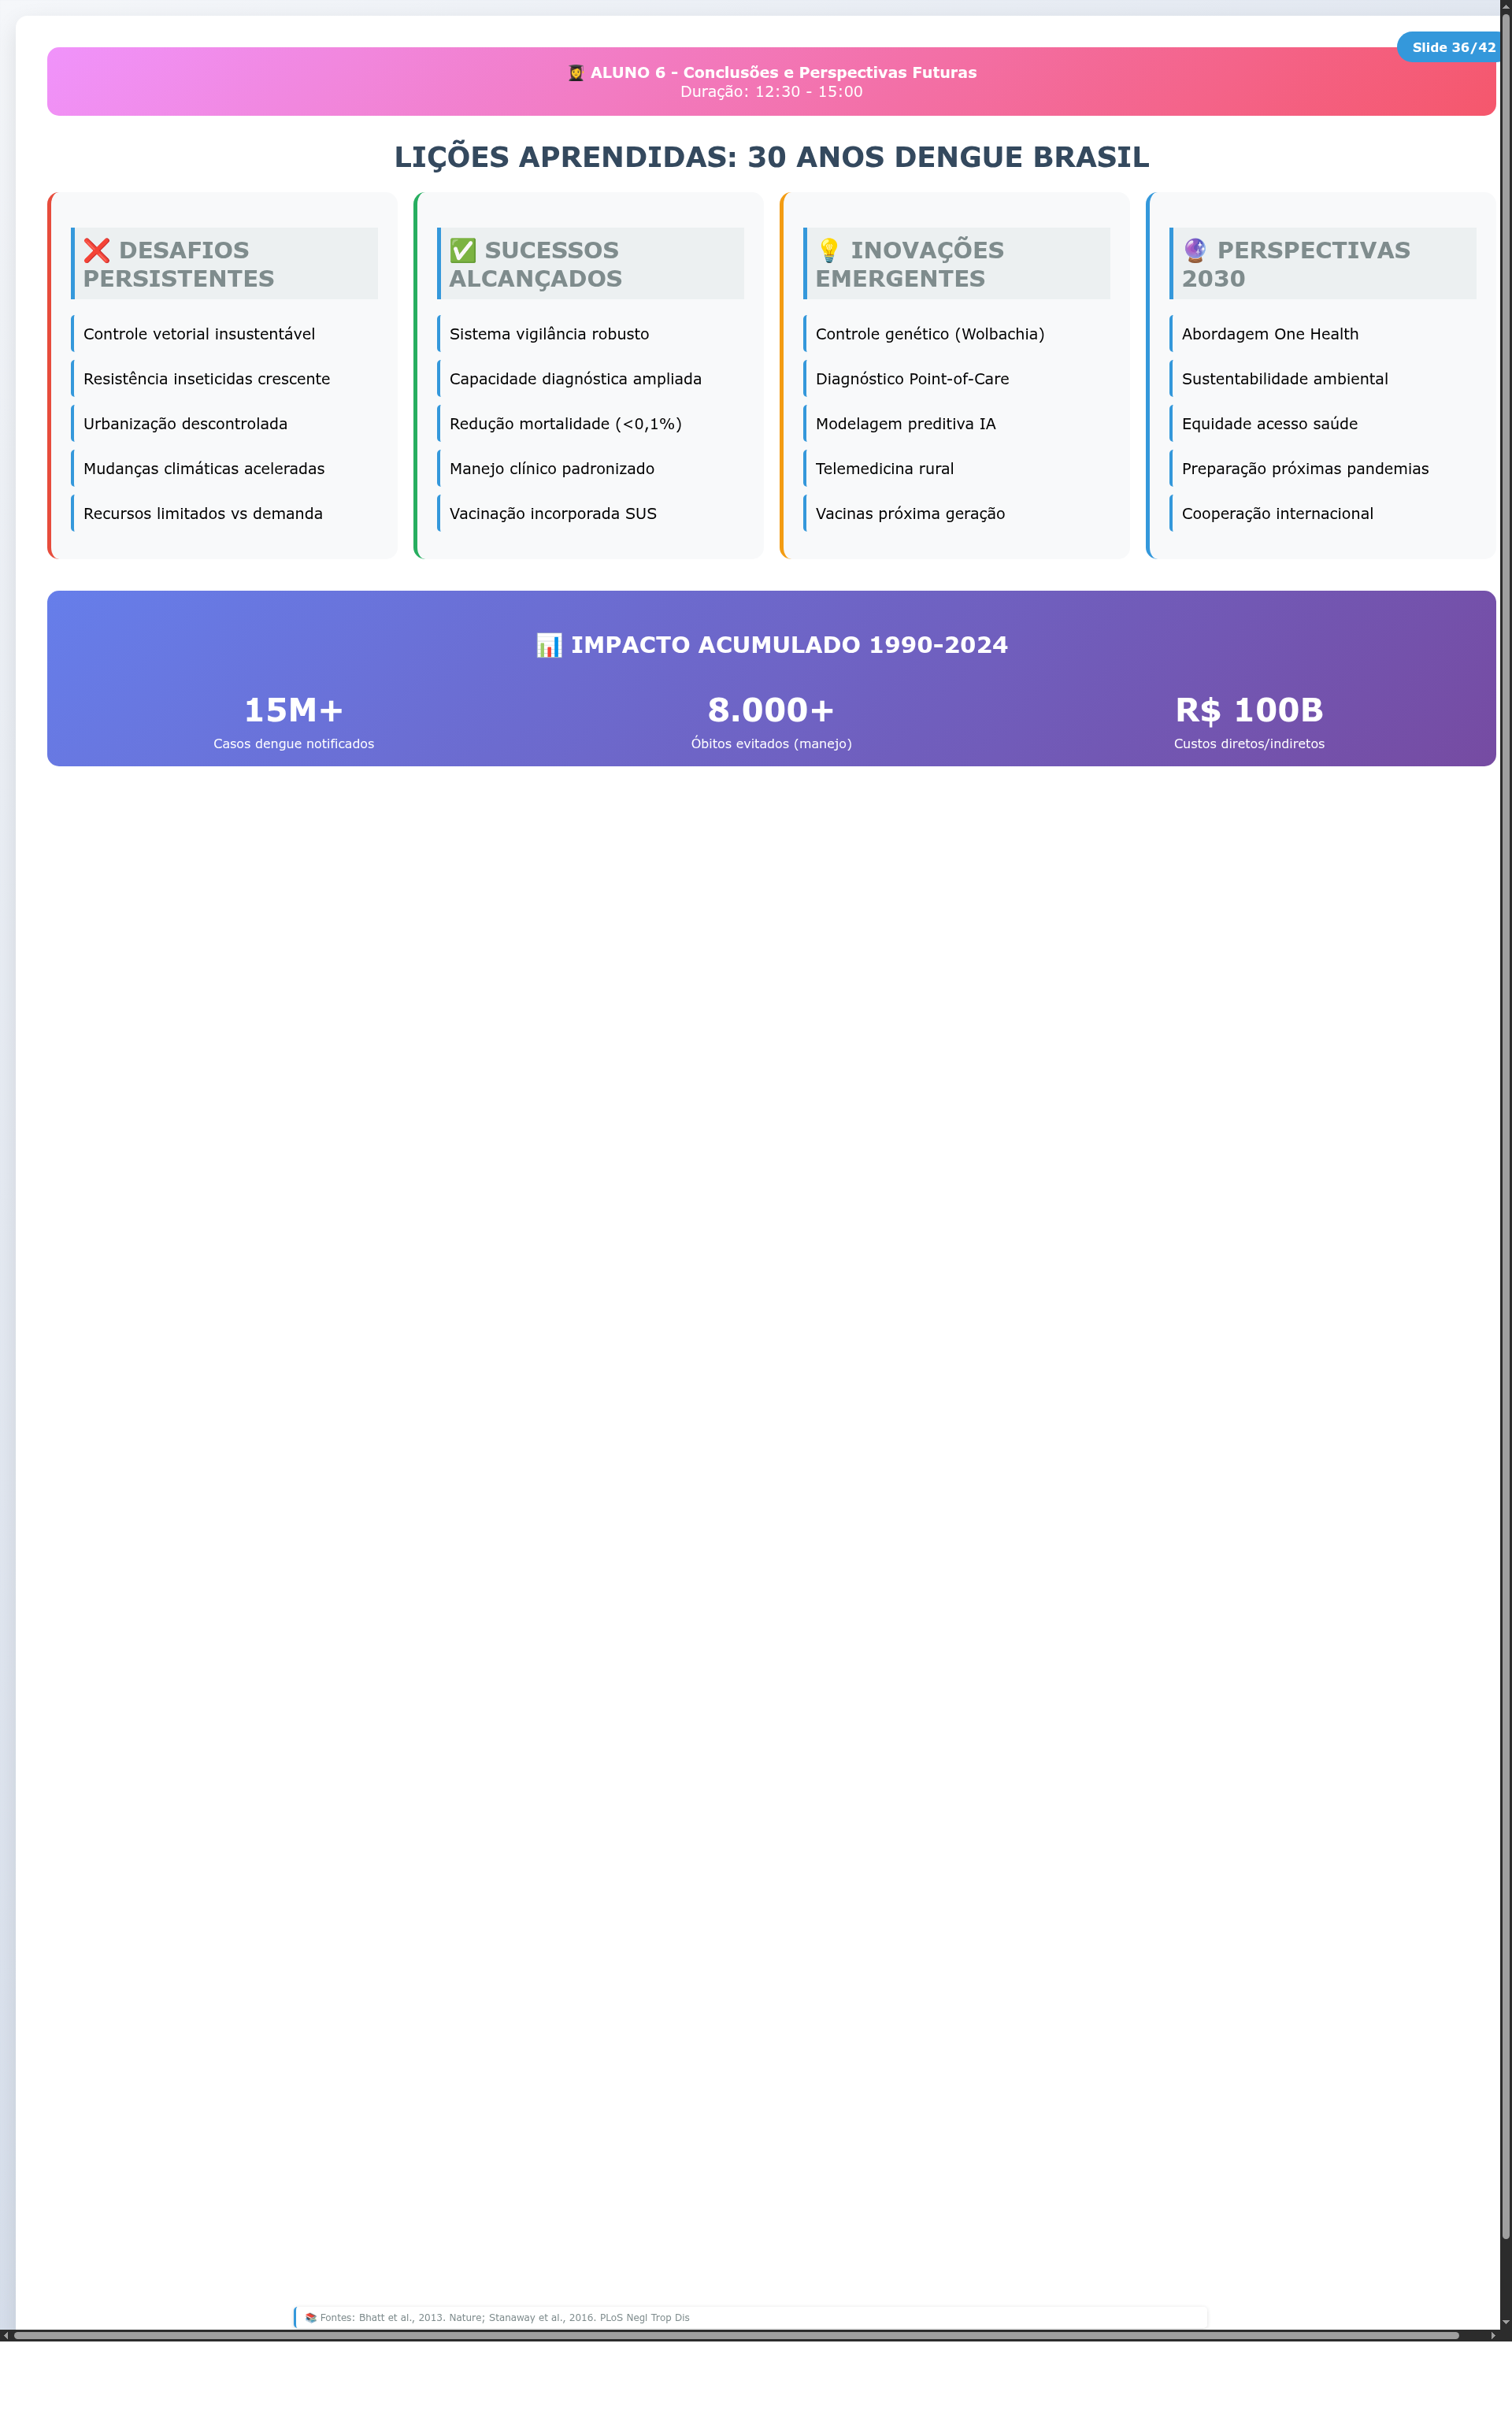 Slide 36/42
👩‍🎓 ALUNO 6 - Conclusões e Perspectivas Futuras
Duração: 12:30 - 15:00
LIÇÕES APRENDIDAS: 30 ANOS DENGUE BRASIL
❌ DESAFIOS
PERSISTENTES
Controle vetorial insustentável
Resistência inseticidas crescente
Urbanização descontrolada
Mudanças climáticas aceleradas
Recursos limitados vs demanda
✅ SUCESSOS
ALCANÇADOS
Sistema vigilância robusto
Capacidade diagnóstica ampliada
Redução mortalidade (<0,1%)
Manejo clínico padronizado
Vacinação incorporada SUS
💡 INOVAÇÕES
EMERGENTES
Controle genético (Wolbachia)
Diagnóstico Point-of-Care
Modelagem preditiva IA
Telemedicina rural
Vacinas próxima geração
🔮 PERSPECTIVAS
2030
Abordagem One Health
Sustentabilidade ambiental
Equidade acesso saúde
Preparação próximas pandemias
Cooperação internacional
📊 IMPACTO ACUMULADO 1990-2024
15M+
Casos dengue notificados
8.000+
Óbitos evitados (manejo)
R$ 100B
Custos diretos/indiretos
📚 Fontes: Bhatt et al., 2013. Nature; Stanaway et al., 2016. PLoS Negl Trop Dis